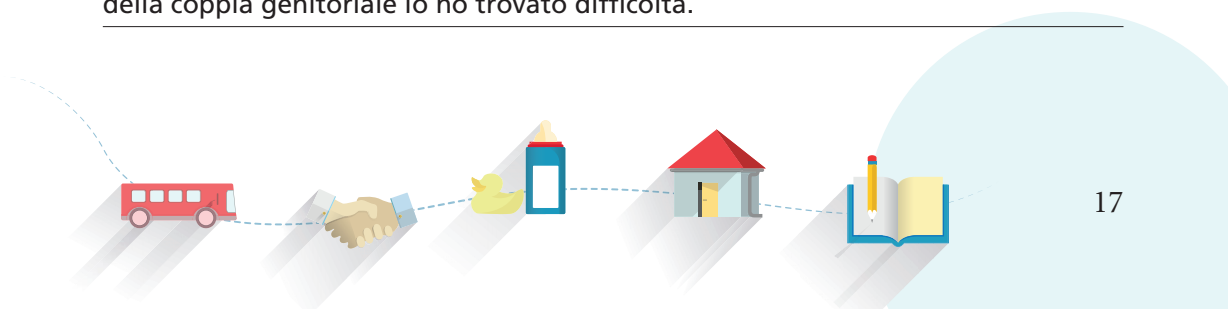 della coppia genitoriale io ho trovato difficoltà.
17